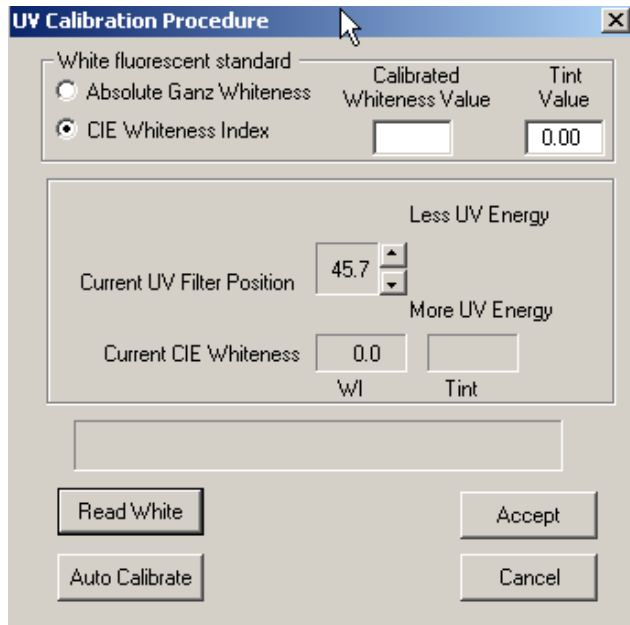 UV Calibration Procedure
White fluorescent standard
Absolute Ganz Whiteness
CIE Whiteness Index
Calibrated
Whiteness Value
Tint
Value
0.00
Less UV Energy
Current UV Filter Position
45.7
More UV Energy
Current CIE Whiteness
0.0
WI
Tint
Read White
Accept
Auto Calibrate
Cancel